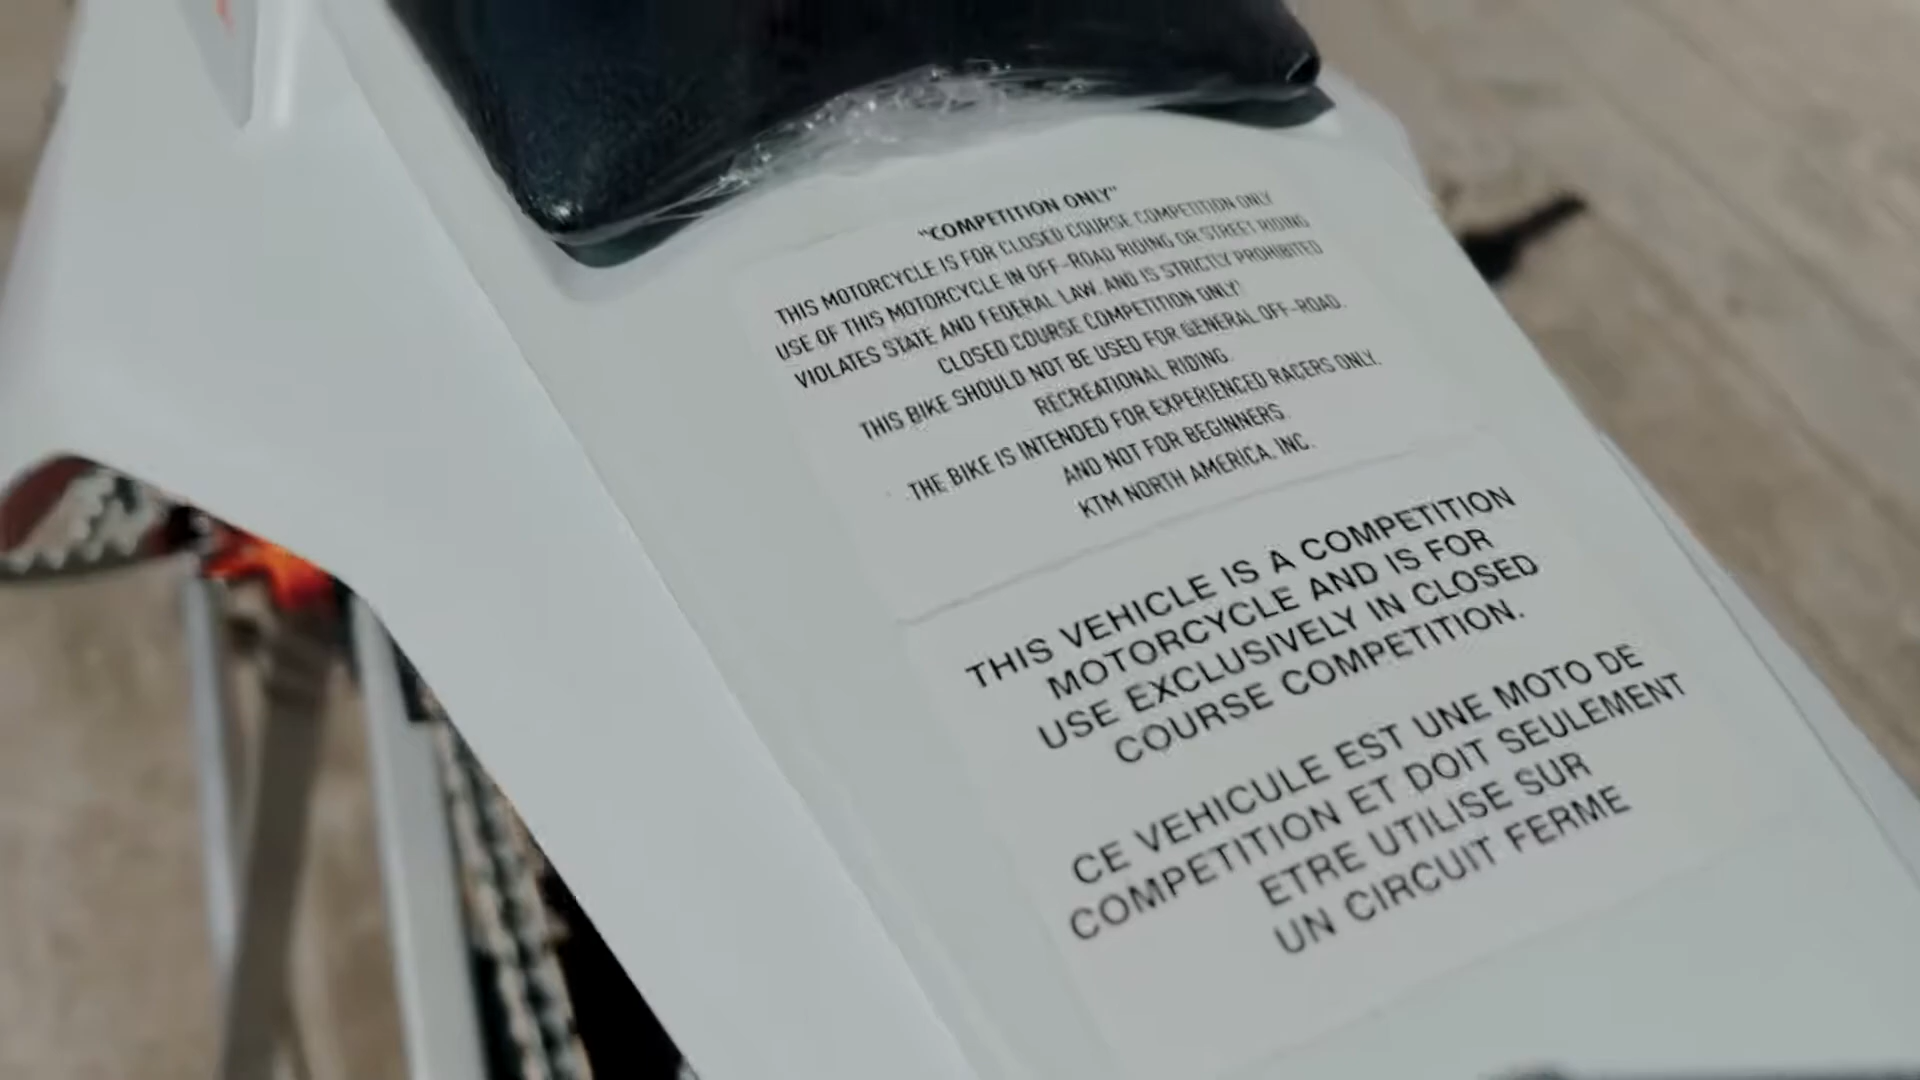 "COMPETITION ONLY"
THIS MOTORCYCLE IS FOR CLOSED COURSE COMPETITION ONLY.
USE OF THIS MOTORCYCLE IN OFF-ROAD RIDING OR STREET RIDING
VIOLATES STATE AND FEDERAL LAW, AND IS STRICTLY PROHIBITED
CLOSED COURSE COMPETITION ONLY!
THIS BIKE SHOULD NOT BE USED FOR GENERAL OFF-ROAD,
RECREATIONAL RIDING.
THE BIKE IS INTENDED FOR EXPERIENCED RACERS ONLY,
AND NOT FOR BEGINNERS.
KTM NORTH AMERICA, INC.
THIS VEHICLE IS A COMPETITION
MOTORCYCLE AND IS FOR
USE EXCLUSIVELY IN CLOSED
COURSE COMPETITION.
CE VEHICULE EST UNE MOTO DE
COMPETITION ET DOIT SEULEMENT
ETRE UTILISE SUR
UN CIRCUIT FERME